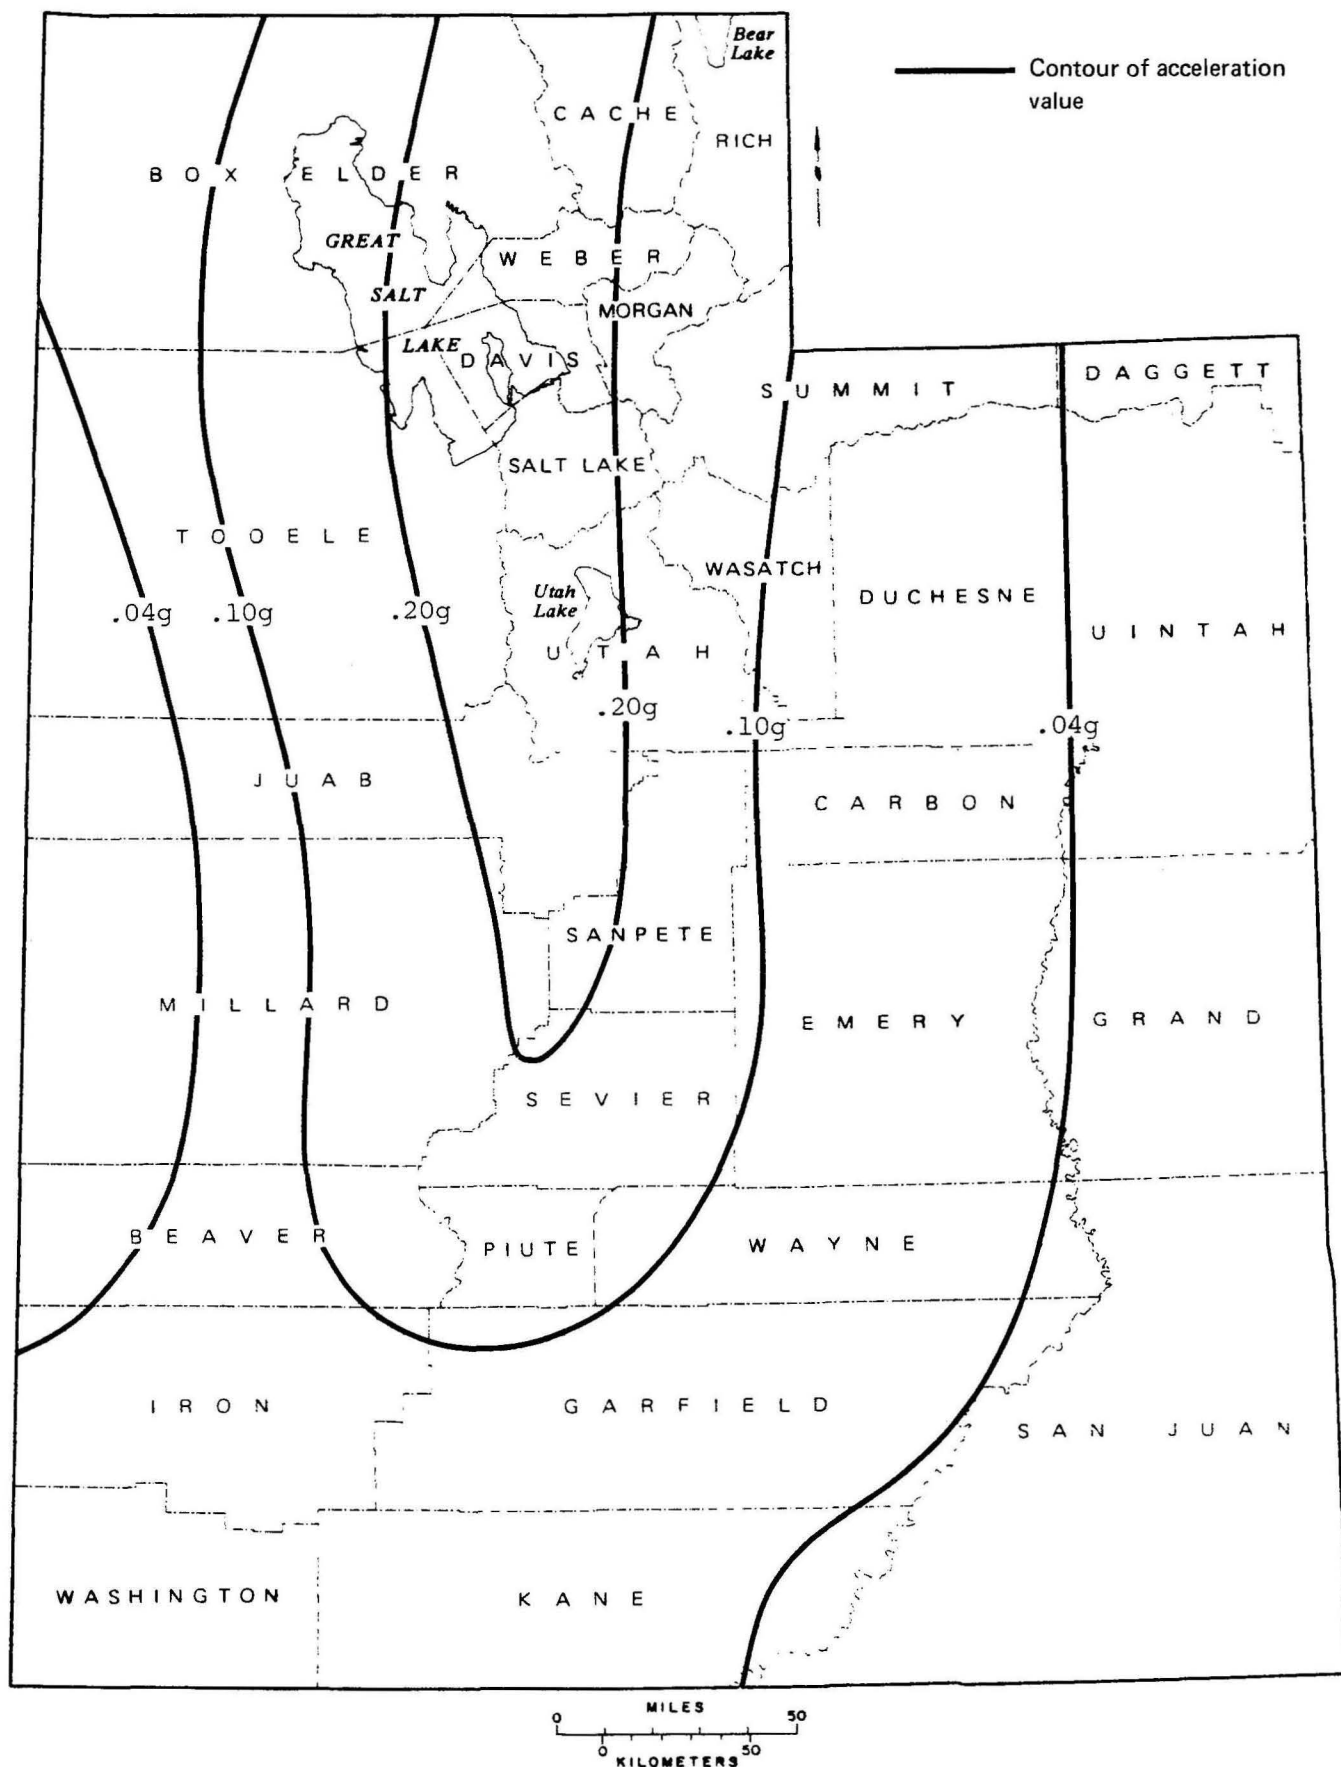 Bear
Lake
Contour of acceleration
value
CACHE
RICH
BOX ELDER
GREAT
SALT
LAKE
WEBER
MORGAN
DAVIS
SUMMIT
DAGGETT
SALT LAKE
TOOELE
WASATCH
DUCHESNE
Utah
Lake
.04g
.10g
.20g
UINTAH
UTAH
.20g
.10g
.04g
JUAB
CARBON
SANPETE
MILLARD
EMERY
GRAND
SEVIER
BEAVER
PIUTE
WAYNE
IRON
GARFIELD
SAN JUAN
WASHINGTON
KANE
MILES
0 50
0 50
KILOMETERS